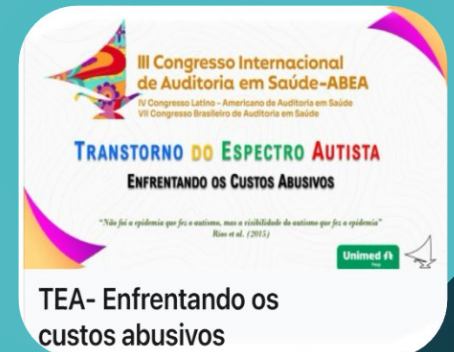 III Congresso Internacional
de Auditoria em Saúde-ABEA
IV Congresso Latino - Americano de Auditoria em Saúde
VII Congresso Brasileiro de Auditoria em Saúde
TRANSTORNO DO ESPECTRO AUTISTA
ENFRENTANDO OS CUSTOS ABUSIVOS
"Não foi a epidemia que fez o autismo, mas a visibilidade do autismo que fez a epidemia"
Rios et al. (2015)
Unimed
TEA- Enfrentando os
custos abusivos